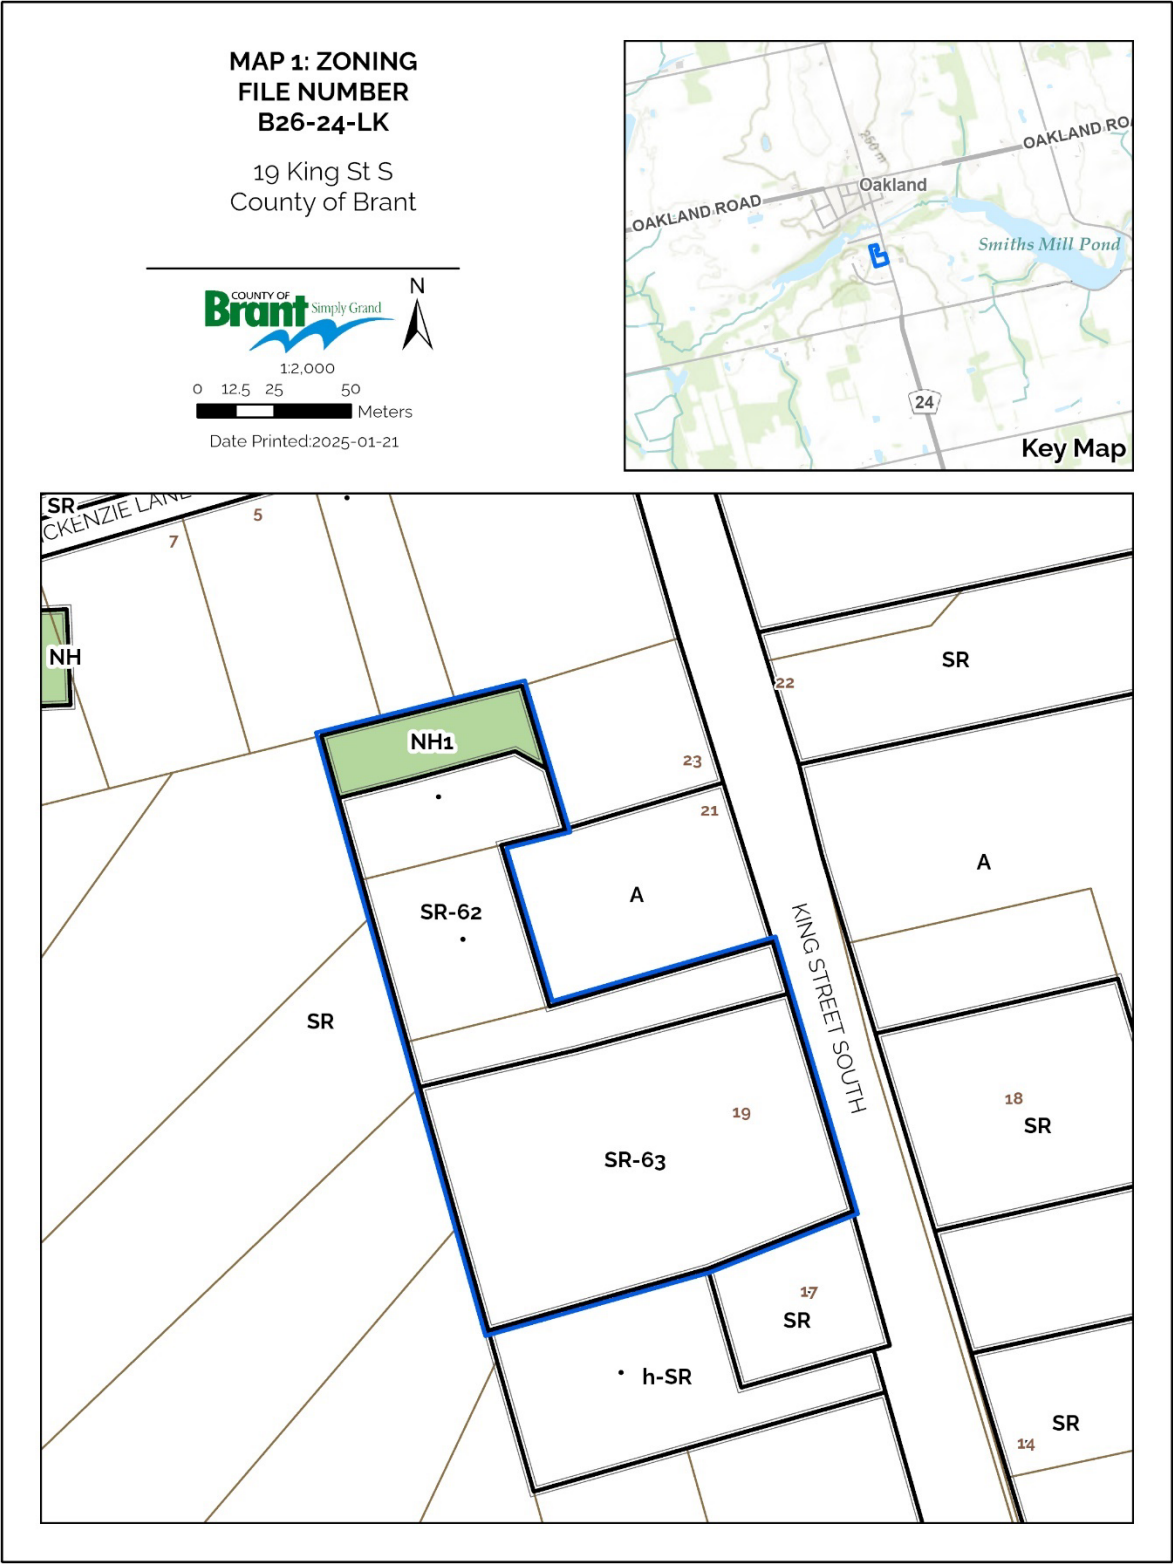 MAP 1: ZONING
FILE NUMBER
B26-24-LK
19 King St S
County of Brant
COUNTY OF
Brant Simply Grand
N
1:2,000
0 12.5 25 50
Meters
Date Printed:2025-01-21
250 m
OAKLAND ROA
Oakland
OAKLAND ROAD
Smiths Mill Pond
24
Key Map
SR
CKENZIE LANE
5
7
NH
SR
22
NH1
23
21
A
A
SR-62
KING STREET SOUTH
SR
18
19
SR
SR-63
17
SR
h-SR
SR
14